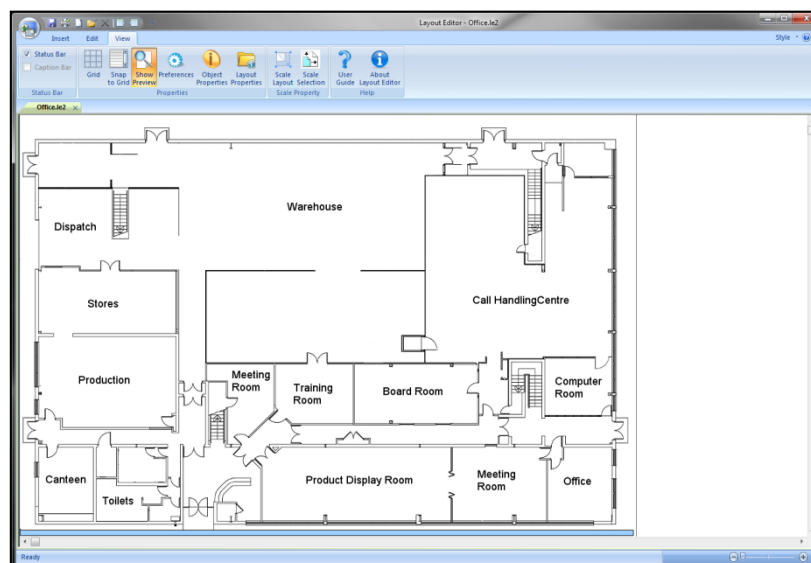 Layout Editor - Office.le2
Insert Edit View Style
Status Bar
Caption Bar
Grid
Snap to Grid
Show Preview
Preferences
Object Properties
Layout Properties
Scale Layout
Scale Selection
User Guide
About Layout Editor
Status Bar Properties Scale Property Help
Office.le2
Warehouse
Dispatch
Stores
Call HandlingCentre
Production
Meeting
Room
Training
Room
Board Room
Computer
Room
Canteen
Toilets
Product Display Room
Meeting
Room
Office
Ready